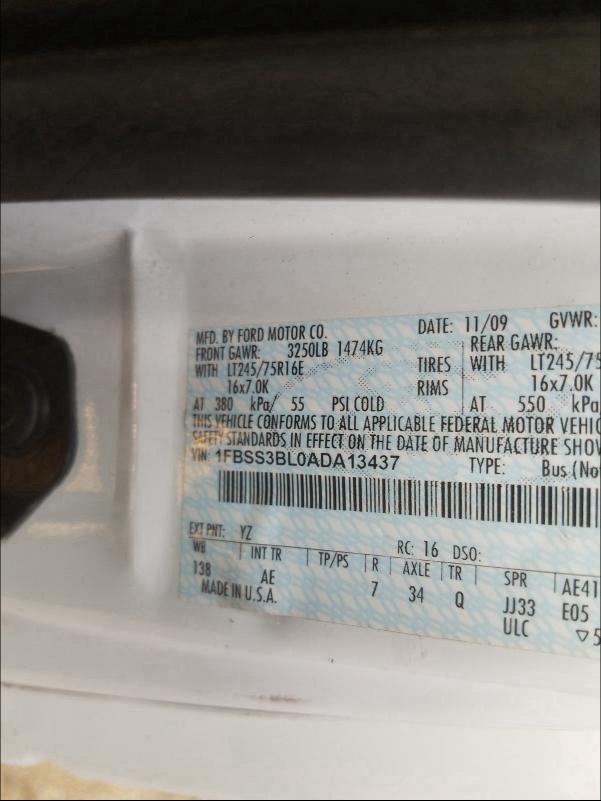 MFD. BY FORD MOTOR CO. DATE: 11/09 GVWR:
FRONT GAWR: 3250LB 1474KG REAR GAWR:
WITH LT245/75R16E TIRES WITH LT245/75
16x7.0K RIMS 16x7.0K
AT 380 kPa/ 55 PSI COLD AT 550 kPa
THIS VEHICLE CONFORMS TO ALL APPLICABLE FEDERAL MOTOR VEHIC
SAFETY STANDARDS IN EFFECT ON THE DATE OF MANUFACTURE SHOW
VIN: 1FBSS3BL0ADA13437 TYPE: Bus (No
EXT PNT: YZ RC: 16 DSO:
WB INT TR TP/PS R AXLE TR SPR AE41
138 AE 7 34 Q JJ33 E05
MADE IN U.S.A. ULC ▽5